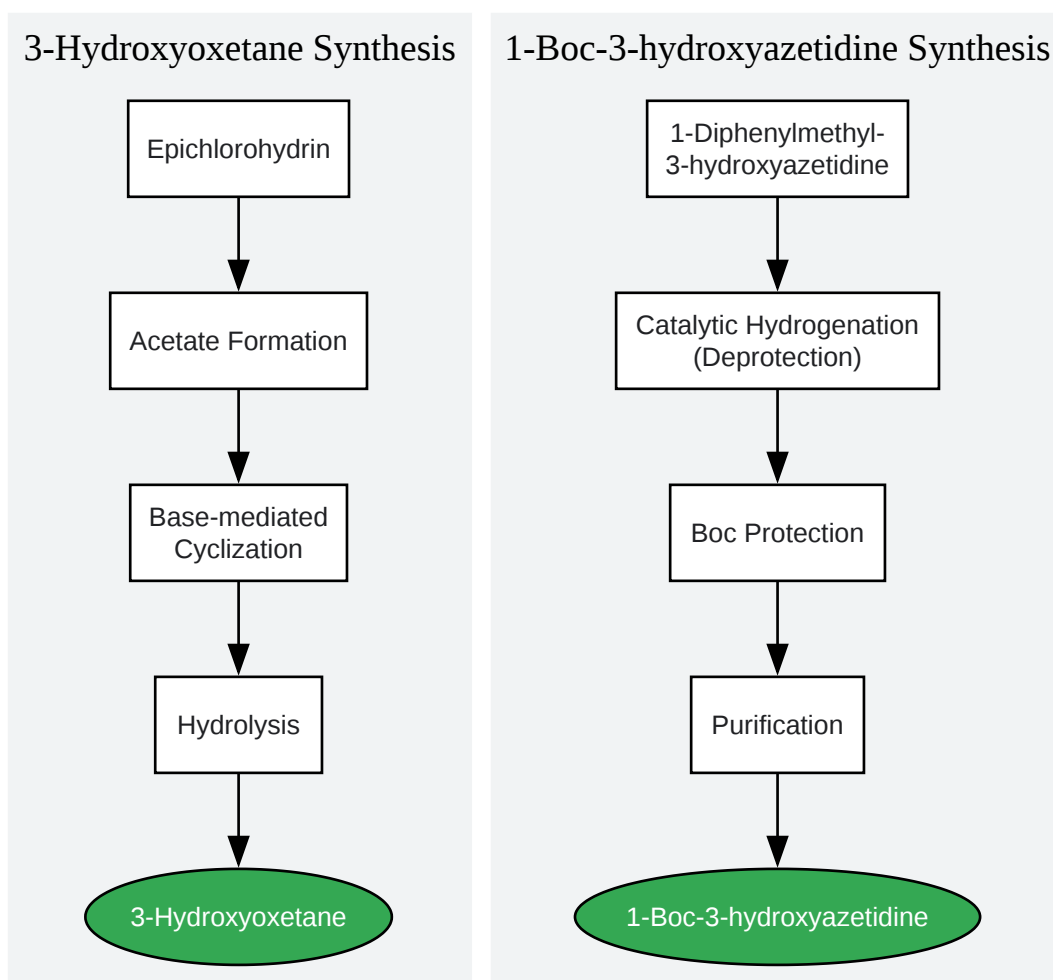 3-Hydroxyoxetane Synthesis
Epichlorohydrin
Acetate Formation
Base-mediated
Cyclization
Hydrolysis
3-Hydroxyoxetane
1-Boc-3-hydroxyazetidine Synthesis
1-Diphenylmethyl-
3-hydroxyazetidine
Catalytic Hydrogenation
(Deprotection)
Boc Protection
Purification
1-Boc-3-hydroxyazetidine